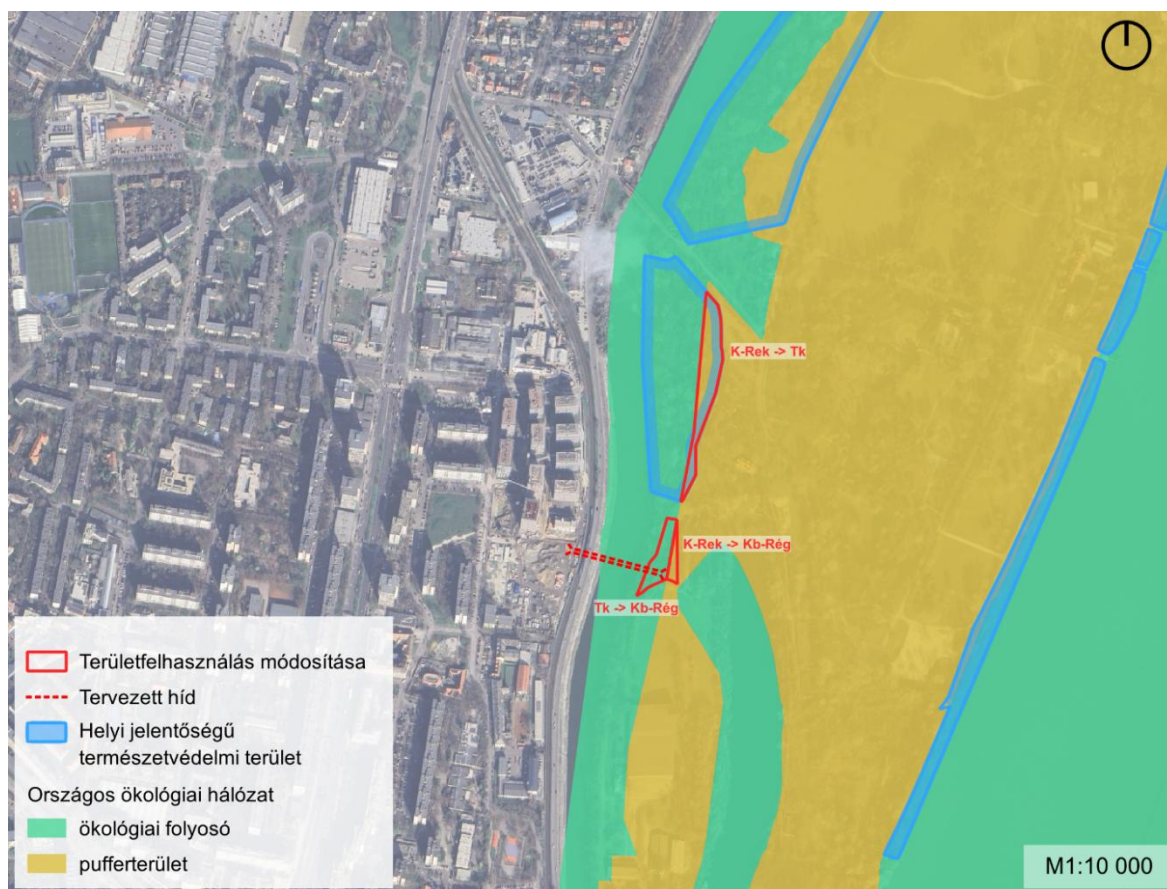 K-Rek -> Tk
K-Rek -> Kb-Rég
Tk -> Kb-Rég
Területfelhasználás módosítása
Tervezett híd
Helyi jelentőségű
természetvédelmi terület
Országos ökológiai hálózat
ökológiai folyosó
pufferterület
M1:10 000